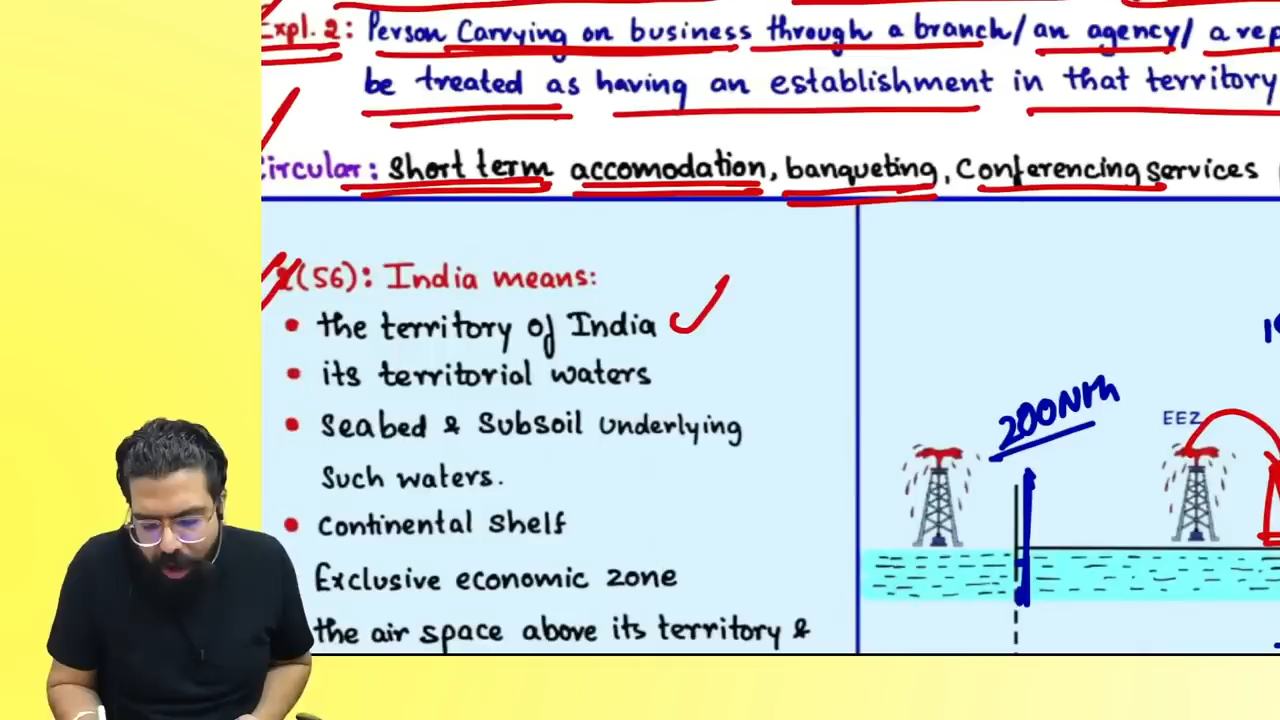 Expl. 2: Person Carrying on business through a branch/an agency/ a rep
be treated as having an establishment in that territory
Circular: short term accomodation, banqueting, Conferencing services
2(56): India means:
• the territory of India
• its territorial waters
• Seabed & Subsoil underlying
Such waters.
• Continental shelf
Exclusive economic zone
the air space above its territory &
200NM
EEZ